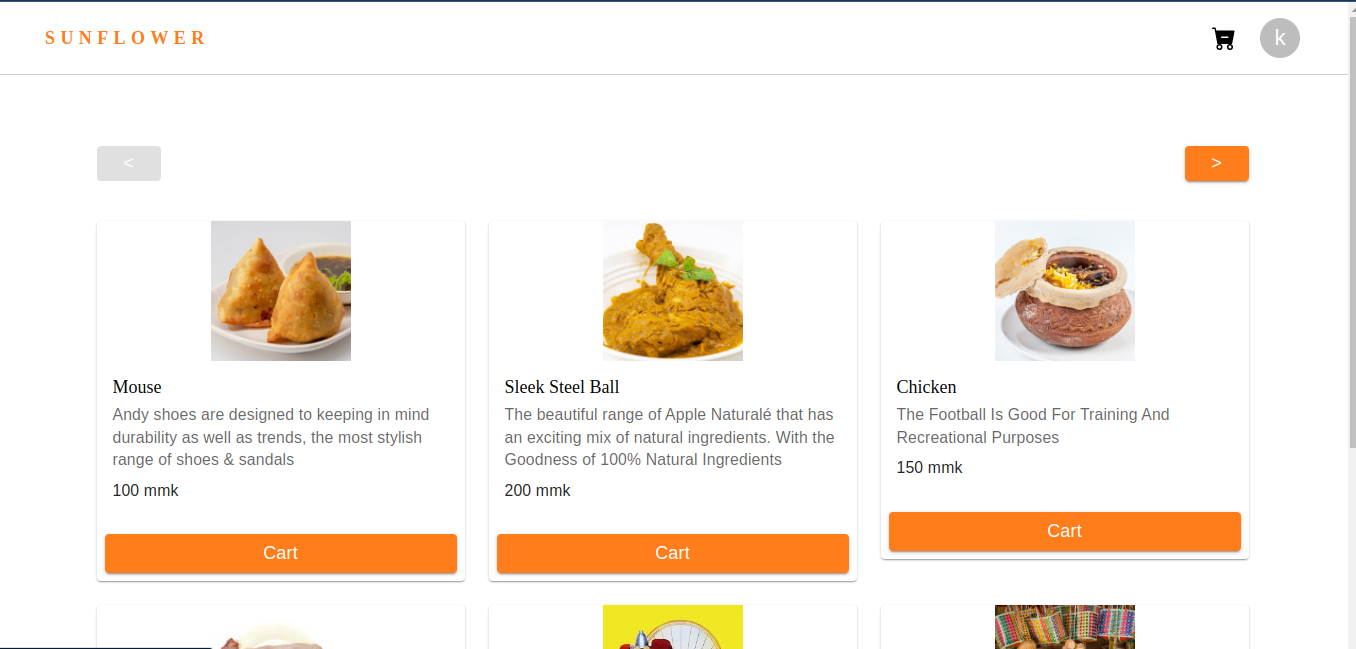 SUNFLOWER
k
<
>
Mouse
Andy shoes are designed to keeping in mind
durability as well as trends, the most stylish
range of shoes & sandals
100 mmk
Cart
Sleek Steel Ball
The beautiful range of Apple Naturalé that has
an exciting mix of natural ingredients. With the
Goodness of 100% Natural Ingredients
200 mmk
Cart
Chicken
The Football Is Good For Training And
Recreational Purposes
150 mmk
Cart